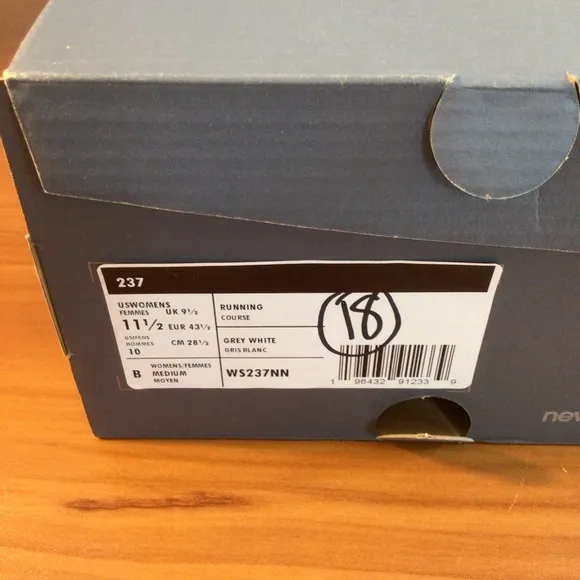 237
USWOMENS
FEMMES UK 9½
11½ EUR 43½
USMENS
HOMMES
10 CM 28½
B WOMENS/FEMMES
MEDIUM
MOYEN
RUNNING
COURSE
GREY WHITE
GRIS BLANC
WS237NN
18
1 96432 91233 9
new